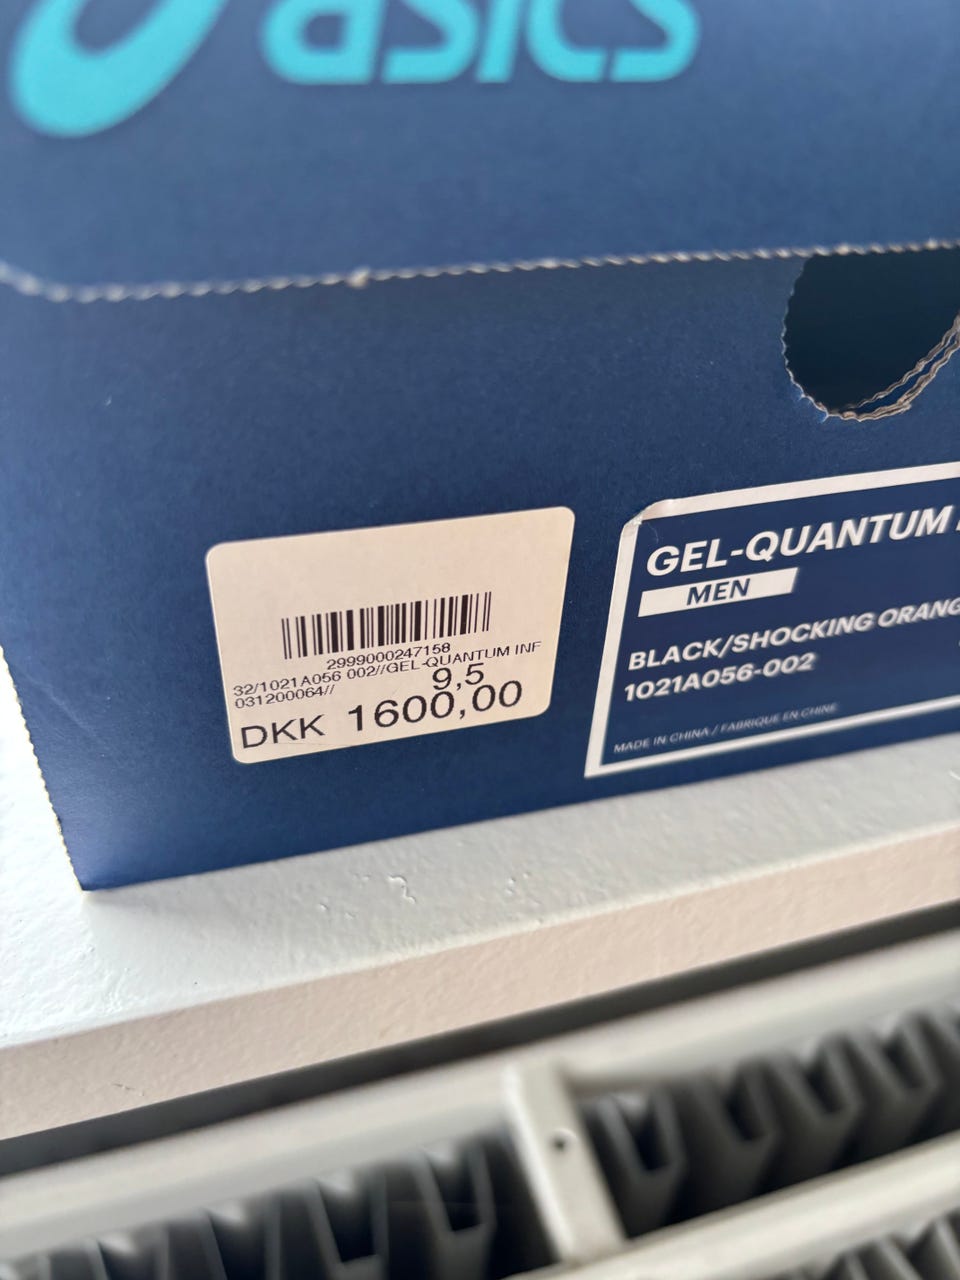 asics
2999000247158
32/1021A056 002//GEL-QUANTUM INF
031200064//
9,5
DKK 1600,00
GEL-QUANTUM
MEN
BLACK/SHOCKING ORANG
1021A056-002
MADE IN CHINA / FABRIQUE EN CHINE